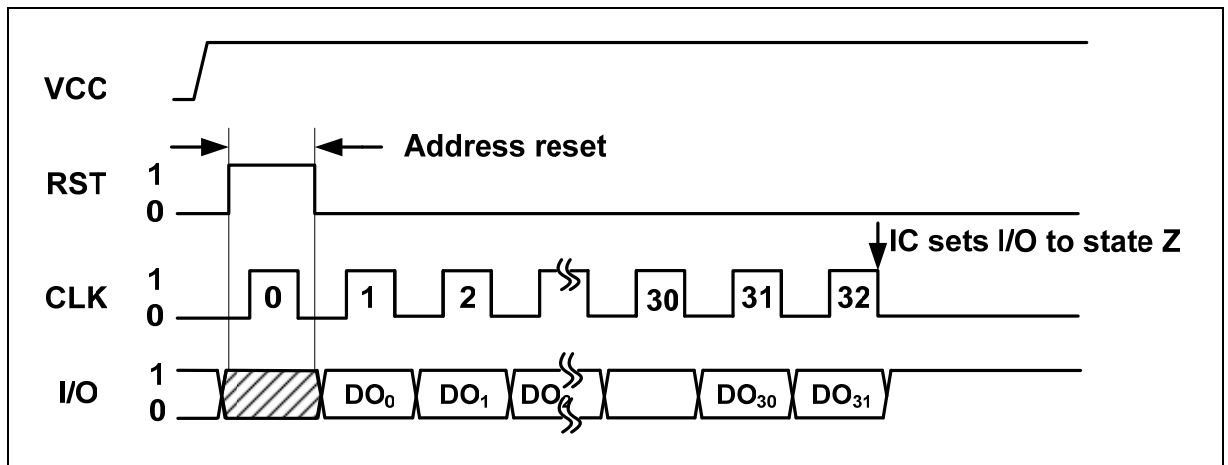 VCC
Address reset
RST 1
0
IC sets I/O to state Z
CLK 1 0 1 2 30 31 32
0
I/O 1 DO₀ DO₁ DO DO₃₀ DO₃₁
0